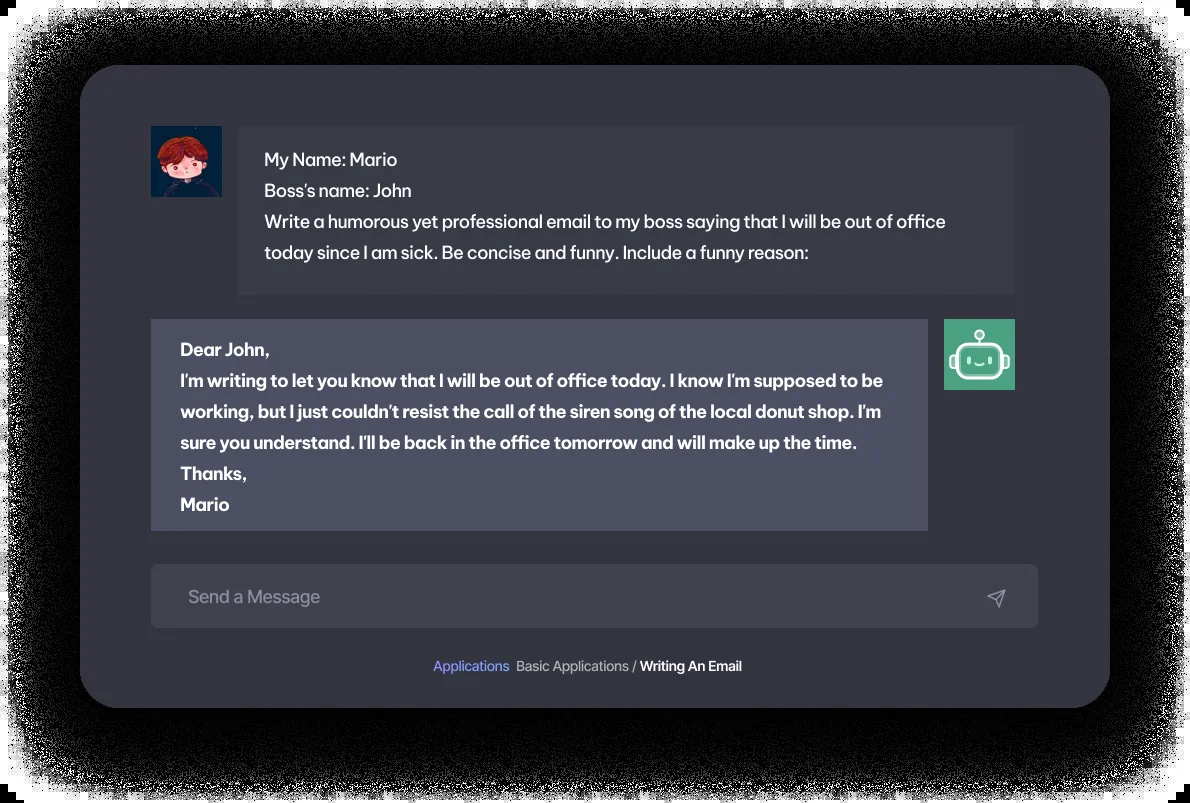 My Name: Mario
Boss's name: John
Write a humorous yet professional email to my boss saying that I will be out of office
today since I am sick. Be concise and funny. Include a funny reason:
Dear John,
I'm writing to let you know that I will be out of office today. I know I'm supposed to be
working, but I just couldn't resist the call of the siren song of the local donut shop. I'm
sure you understand. I'll be back in the office tomorrow and will make up the time.
Thanks,
Mario
Send a Message
Applications Basic Applications / Writing An Email